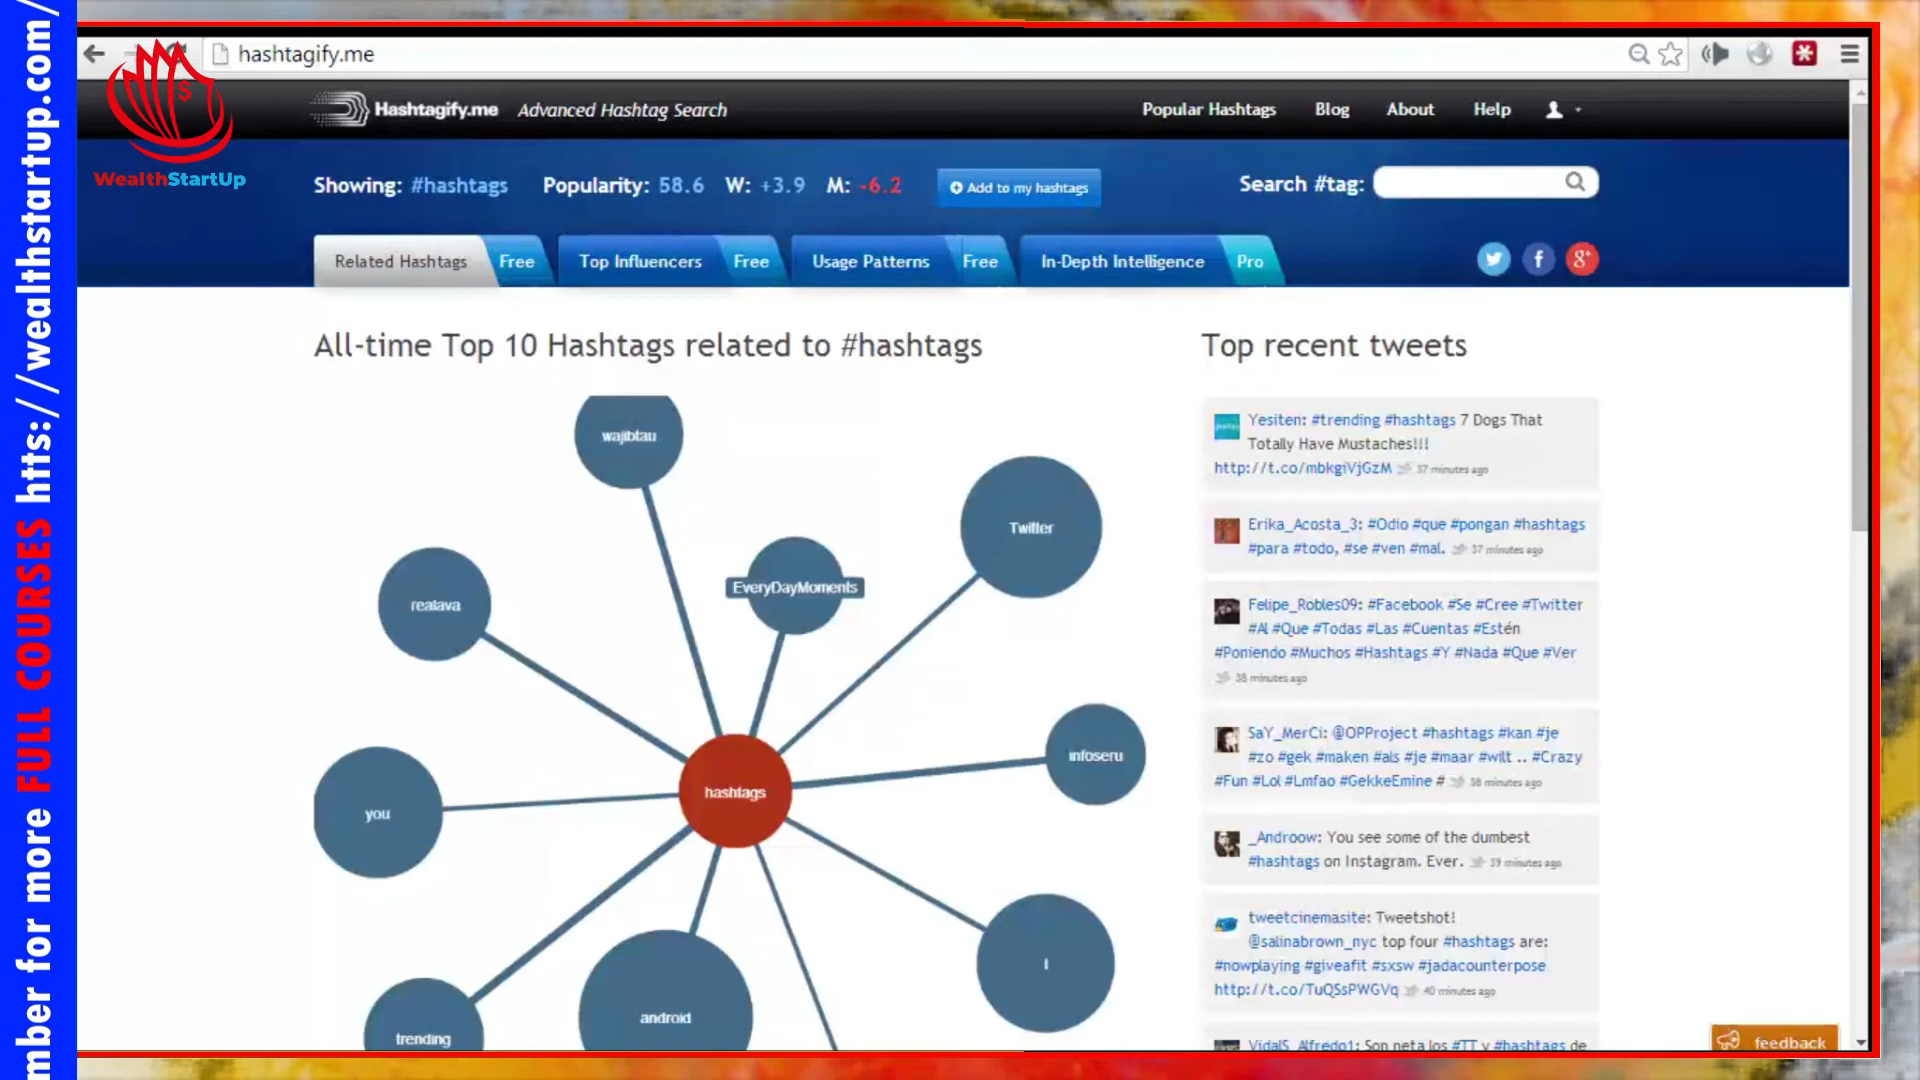 mber for more FULL COURSES htts://wealthstartup.com/
hashtagify.me
WealthStartUp
Hashtagify.me Advanced Hashtag Search
Popular Hashtags Blog About Help
Showing: #hashtags Popularity: 58.6 W: +3.9 M: -6.2 Add to my hashtags Search #tag:
Related Hashtags Free Top Influencers Free Usage Patterns Free In-Depth Intelligence Pro
All-time Top 10 Hashtags related to #hashtags
wajibtau
Twitter
EveryDayMoments
realava
infoseru
hashtags
you
I
android
trending
Top recent tweets
Yesiten: #trending #hashtags 7 Dogs That
Totally Have Mustaches!!!
http://t.co/mbkgiVjGzM 37 minutes ago
Erika_Acosta_3: #Odio #que #pongan #hashtags
#para #todo, #se #ven #mal. 37 minutes ago
Felipe_Robles09: #Facebook #Se #Cree #Twitter
#Al #Que #Todas #Las #Cuentas #Estén
#Poniendo #Muchos #Hashtags #Y #Nada #Que #Ver
38 minutes ago
SaY_MerCi: @OPProject #hashtags #kan #je
#zo #gek #maken #als #je #maar #wilt .. #Crazy
#Fun #Lol #Lmfao #GekkeEmine # 38 minutes ago
_Androow: You see some of the dumbest
#hashtags on Instagram. Ever. 39 minutes ago
tweetcinemasite: Tweetshot!
@salinabrown_nyc top four #hashtags are:
#nowplaying #giveafit #sxsw #jadacounterpose
http://t.co/TuQSsPWGVq 40 minutes ago
VidalS_Alfredo1: Son neta los #TT y #hashtags de
feedback